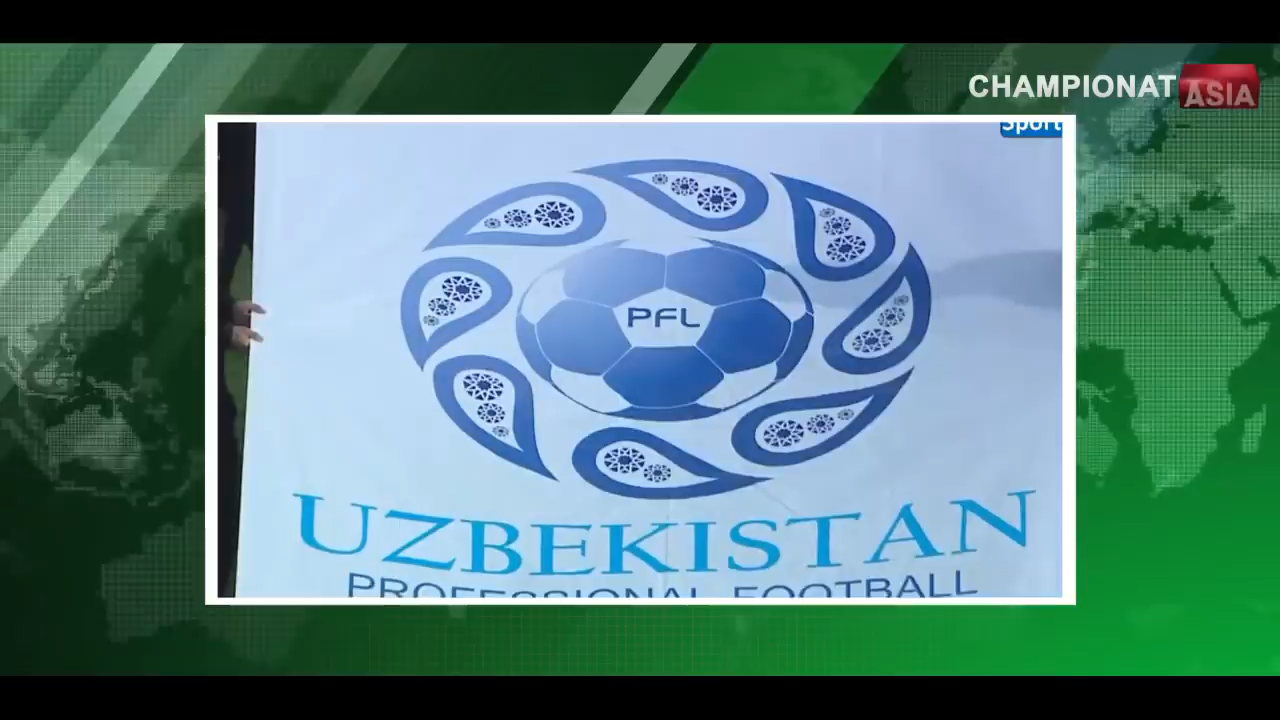 CHAMPIONAT ASIA
Sport
PFL
UZBEKISTAN
PROFESSIONAL FOOTBALL